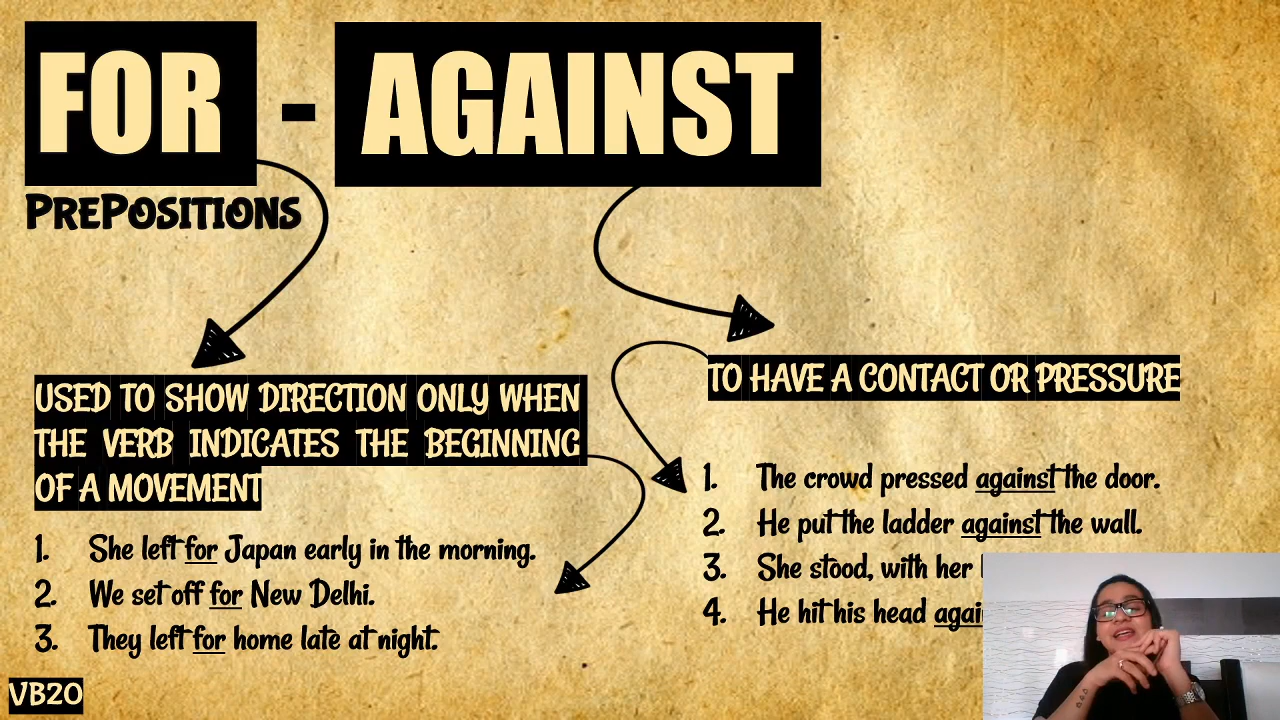 FOR - AGAINST
PREPOSITIONS
USED TO SHOW DIRECTION ONLY WHEN
THE VERB INDICATES THE BEGINNING
OF A MOVEMENT
1. She left for Japan early in the morning.
2. We set off for New Delhi.
3. They left for home late at night.
TO HAVE A CONTACT OR PRESSURE
1. The crowd pressed against the door.
2. He put the ladder against the wall.
3. She stood, with her
4. He hit his head
VB20